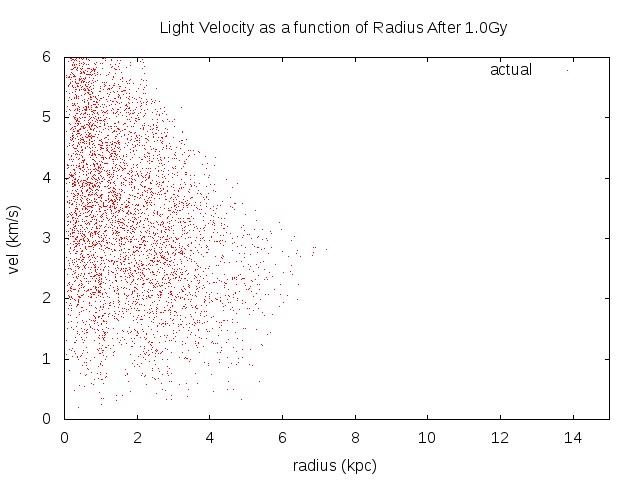 Light Velocity as a function of Radius After 1.0Gy
actual
6
5
4
3
2
1
0
vel (km/s)
0 2 4 6 8 10 12 14
radius (kpc)